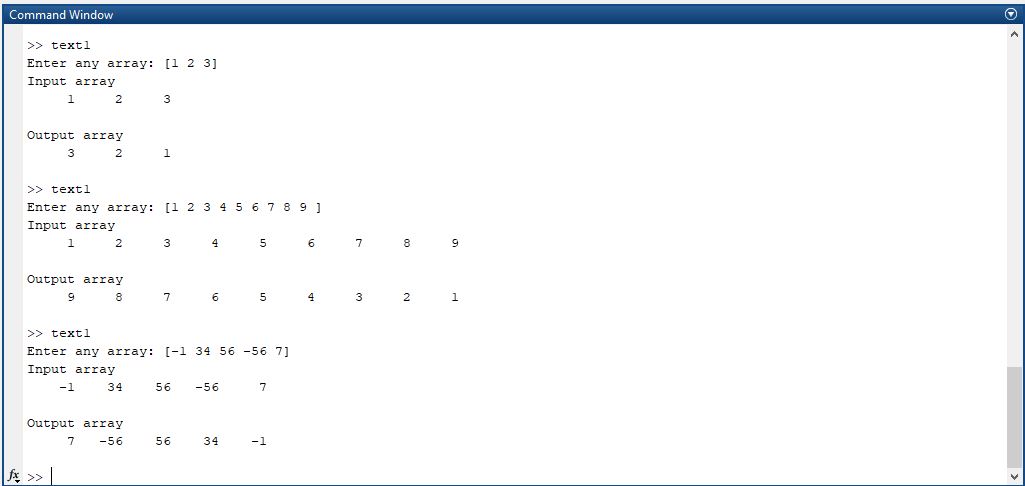 Command Window
>> text1
Enter any array: [1 2 3]
Input array
     1     2     3
Output array
     3     2     1
>> text1
Enter any array: [1 2 3 4 5 6 7 8 9 ]
Input array
     1     2     3     4     5     6     7     8     9
Output array
     9     8     7     6     5     4     3     2     1
>> text1
Enter any array: [-1 34 56 -56 7]
Input array
    -1    34    56   -56     7
Output array
     7   -56    56    34    -1
fx >>